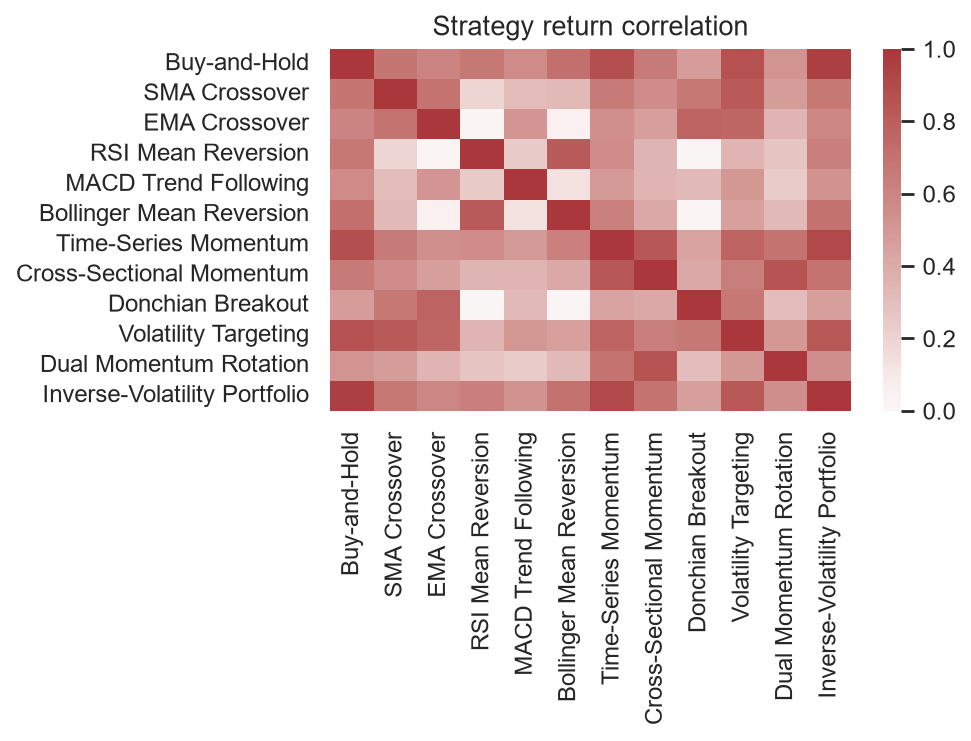 Strategy return correlation
Buy-and-Hold
SMA Crossover
EMA Crossover
RSI Mean Reversion
MACD Trend Following
Bollinger Mean Reversion
Time-Series Momentum
Cross-Sectional Momentum
Donchian Breakout
Volatility Targeting
Dual Momentum Rotation
Inverse-Volatility Portfolio
1.0
0.8
0.6
0.4
0.2
0.0
Buy-and-Hold
SMA Crossover
EMA Crossover
RSI Mean Reversion
MACD Trend Following
Bollinger Mean Reversion
Time-Series Momentum
Cross-Sectional Momentum
Donchian Breakout
Volatility Targeting
Dual Momentum Rotation
Inverse-Volatility Portfolio